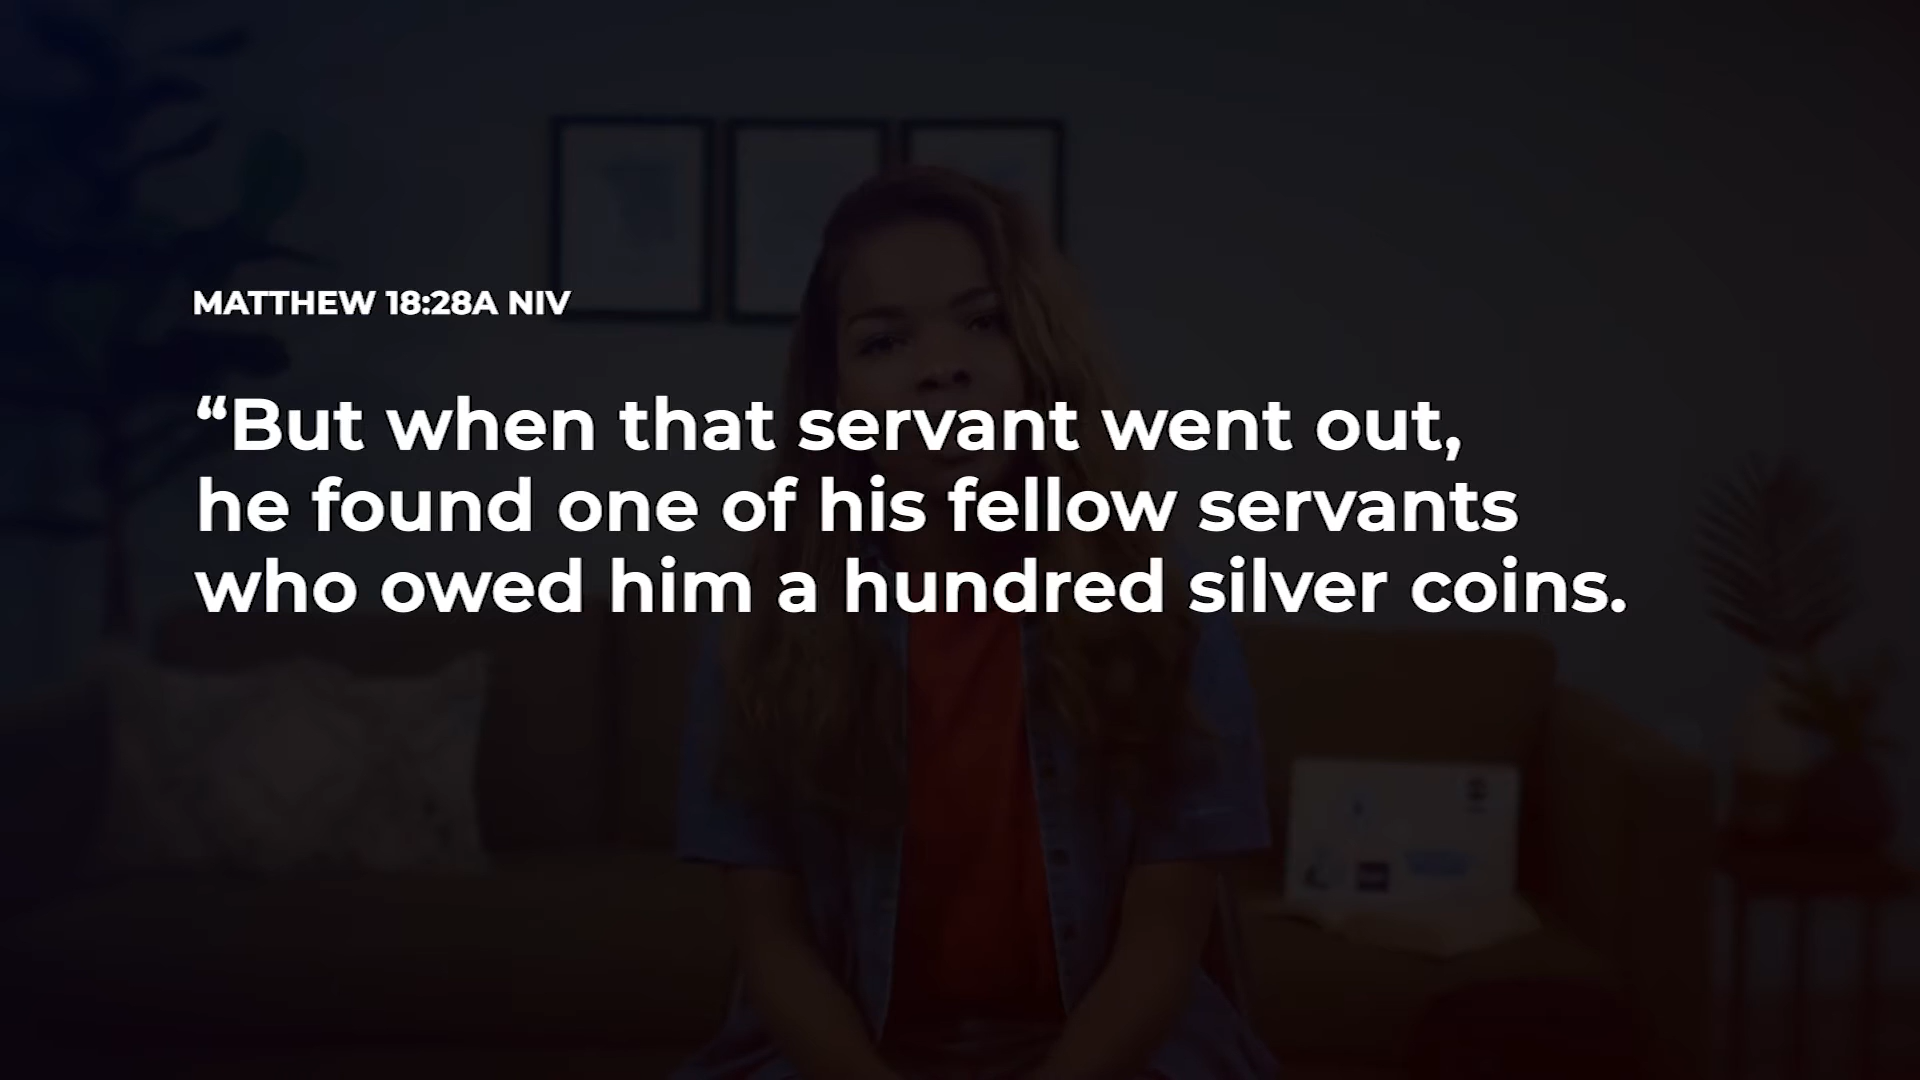 MATTHEW 18:28A NIV
“But when that servant went out,
he found one of his fellow servants
who owed him a hundred silver coins.